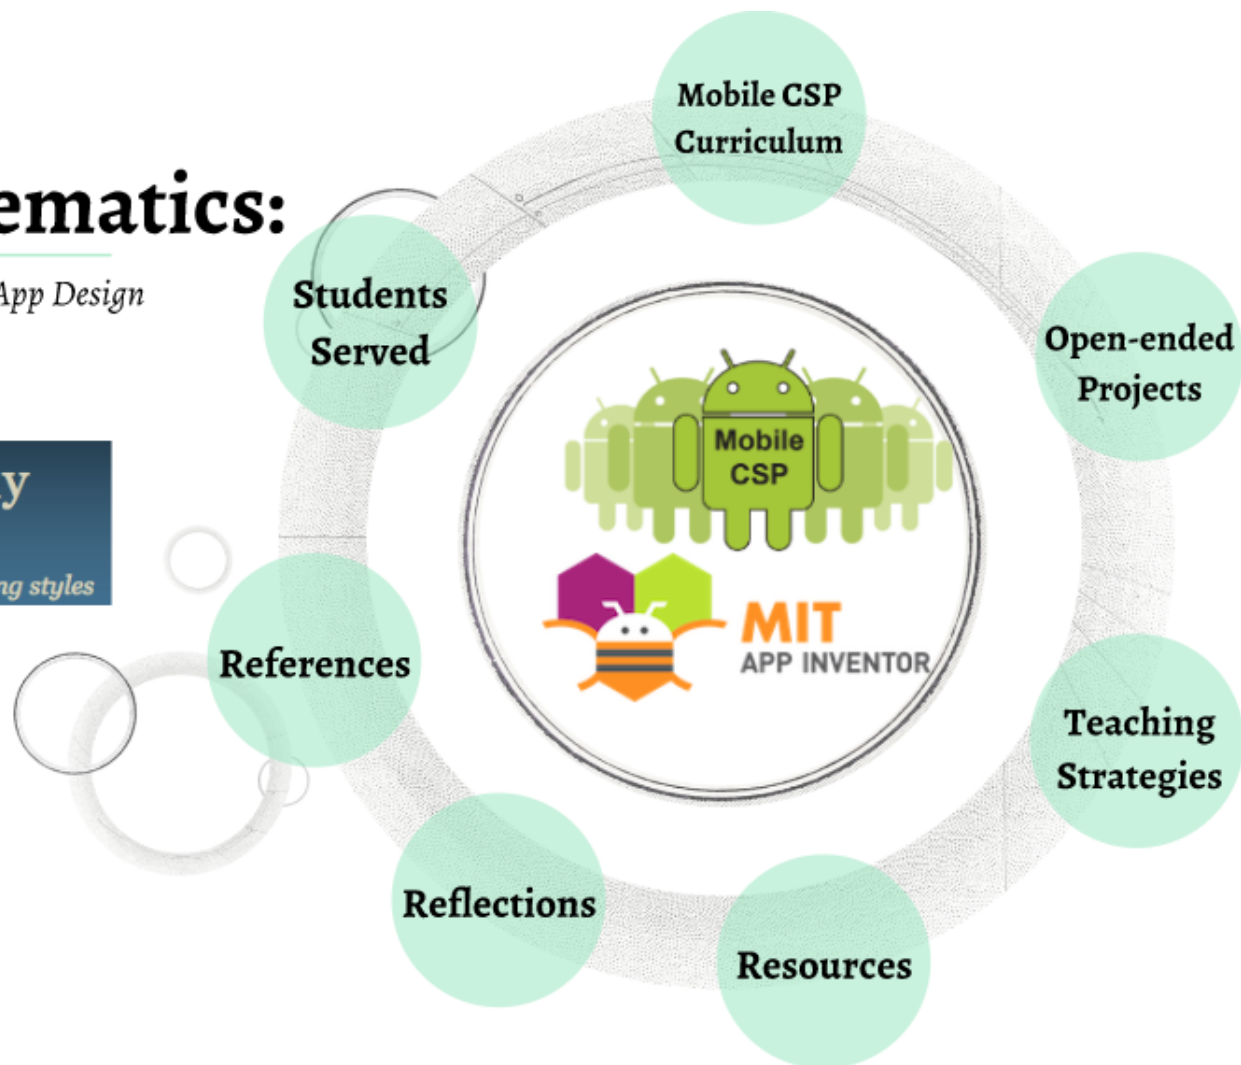 ematics:
App Design
y
ng styles
Mobile CSP
Curriculum
Students
Served
Open-ended
Projects
Mobile
CSP
MIT
APP INVENTOR
References
Teaching
Strategies
Reflections
Resources